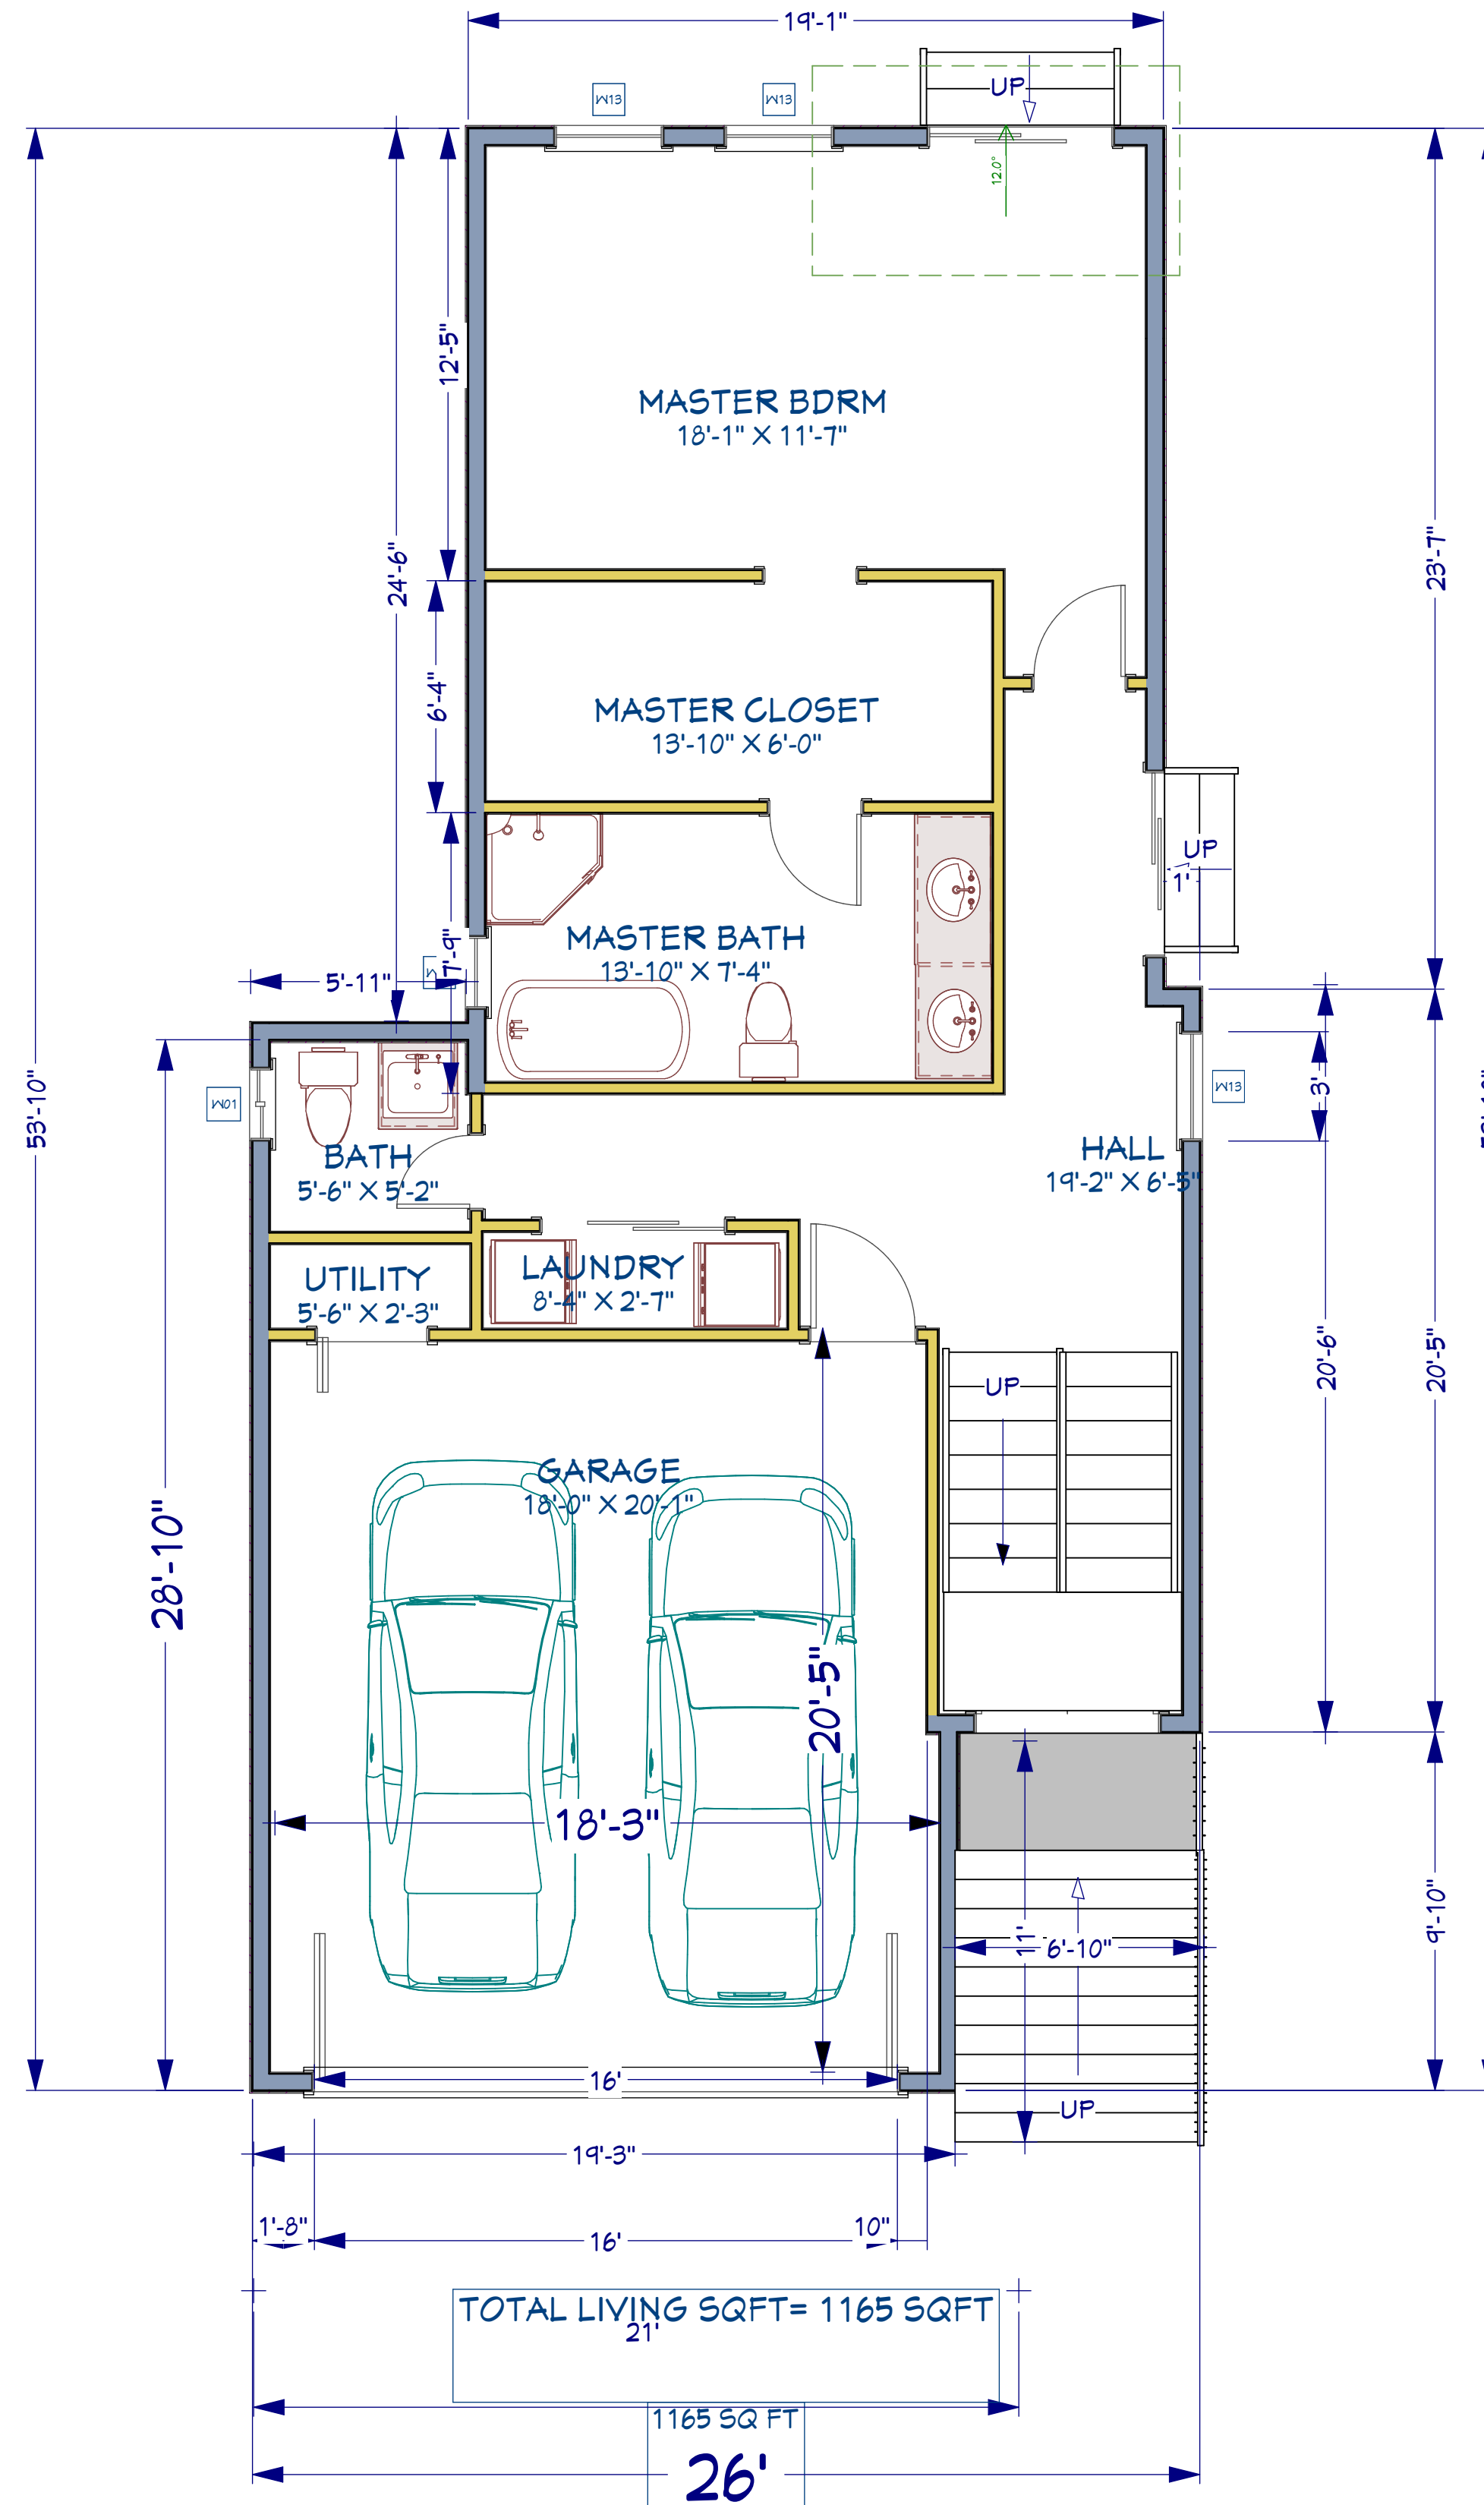 19'-1"
UP
W13
W13
12.0°
12'-5"
MASTER BDRM
18'-1" X 11'-7"
24'-6"
23'-7"
6'-4"
MASTER CLOSET
13'-10" X 6'-0"
UP
1'
MASTER BATH
13'-10" X 7'-4"
7'-9"
5'-11"
53'-10"
W01
W13
3'
BATH
5'-6" X 5'-2"
HALL
19'-2" X 6'-5"
UTILITY
5'-6" X 2'-3"
LAUNDRY
8'-4" X 2'-7"
20'-6"
20'-5"
UP
GARAGE
18'-0" X 20'-1"
28'-10"
20'-5"
18'-3"
9'-10"
11'
6'-10"
16'
UP
19'-3"
1'-8"
16'
10"
TOTAL LIVING SQFT= 1165 SQFT
21'
1165 SQ FT
26'